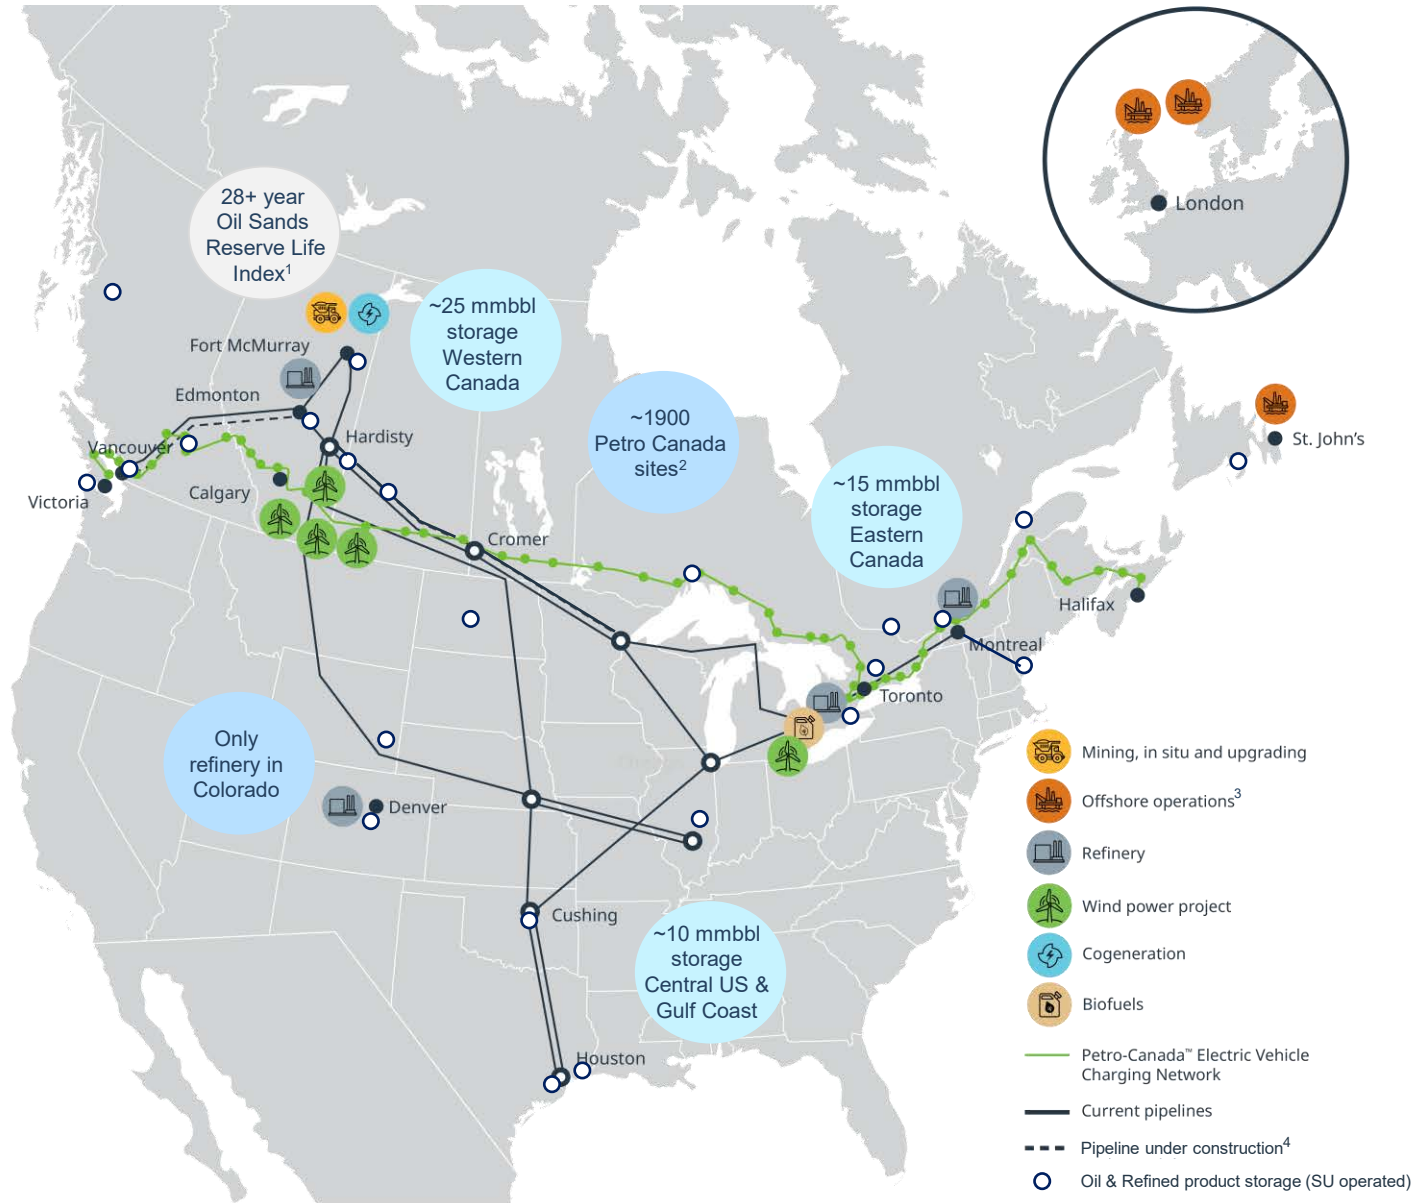 London
28+ year
Oil Sands
Reserve Life
Index1
~25 mmbbl
storage
Western
Canada
Fort McMurray
Edmonton
~1900
Petro Canada
sites2
Hardisty
Vancouver
St. John's
~15 mmbbl
storage
Eastern
Canada
Calgary
Victoria
Cromer
Halifax
Montreal
Toronto
Only
refinery in
Colorado
Denver
Cushing
~10 mmbbl
storage
Central US &
Gulf Coast
Houston
Mining, in situ and upgrading
Offshore operations3
Refinery
Wind power project
Cogeneration
Biofuels
Petro-Canada™ Electric Vehicle
Charging Network
Current pipelines
Pipeline under construction4
Oil & Refined product storage (SU operated)